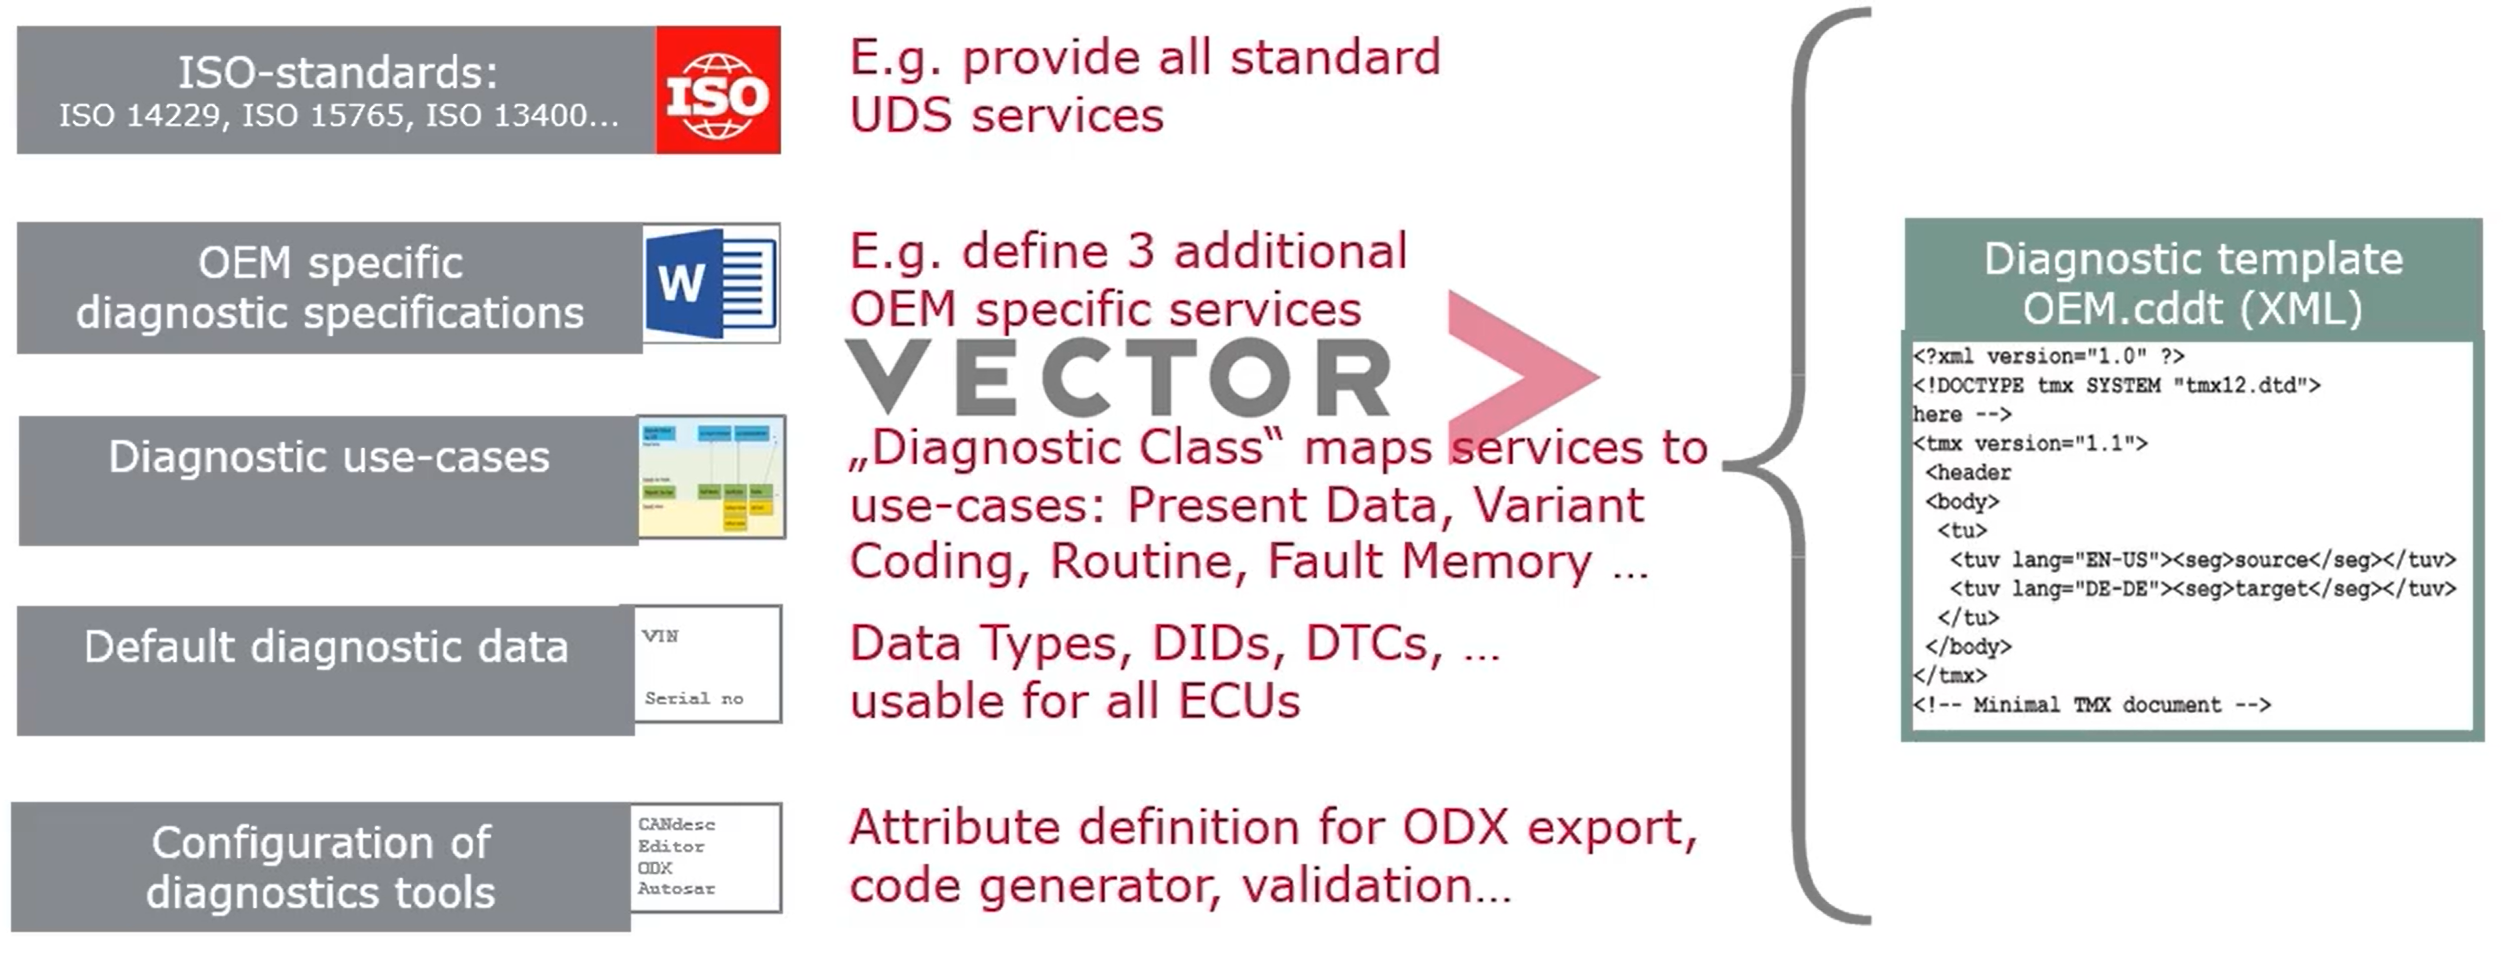 ISO-standards:
ISO 14229, ISO 15765, ISO 13400...
ISO
E.g. provide all standard
UDS services
OEM specific
diagnostic specifications
W
E.g. define 3 additional
OEM specific services
VECTOR
Diagnostic use-cases
„Diagnostic Class“ maps services to
use-cases: Present Data, Variant
Coding, Routine, Fault Memory ...
Default diagnostic data
VIN
Serial no
Data Types, DIDs, DTCs, ...
usable for all ECUs
Configuration of
diagnostics tools
CANdesc
Editor
ODX
Autosar
Attribute definition for ODX export,
code generator, validation...
Diagnostic template
OEM.cddt (XML)
<?xml version="1.0" ?>
<!DOCTYPE tmx SYSTEM "tmx12.dtd">
here -->
<tmx version="1.1">
<header
<body>
<tu>
<tuv lang="EN-US"><seg>source</seg></tuv>
<tuv lang="DE-DE"><seg>target</seg></tuv>
</tu>
</body>
</tmx>
<!-- Minimal TMX document -->